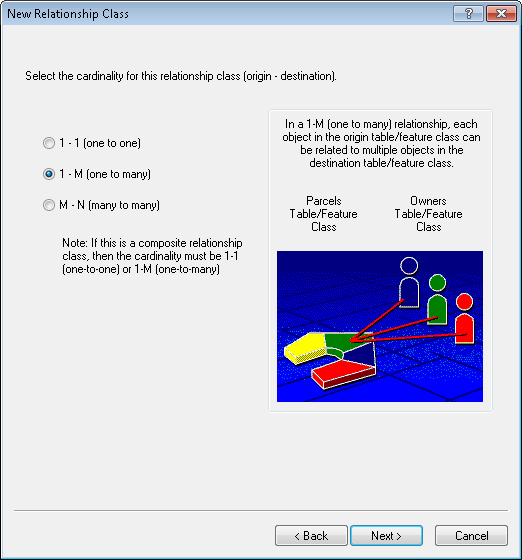 New Relationship Class
Select the cardinality for this relationship class (origin - destination).
1 - 1 (one to one)
1 - M (one to many)
M - N (many to many)
Note: If this is a composite relationship
class, then the cardinality must be 1-1
(one-to-one) or 1-M (one-to-many)
In a 1-M (one to many) relationship, each
object in the origin table/feature class can
be related to multiple objects in the
destination table/feature class.
Parcels
Table/Feature
Class
Owners
Table/Feature
Class
< Back
Next >
Cancel